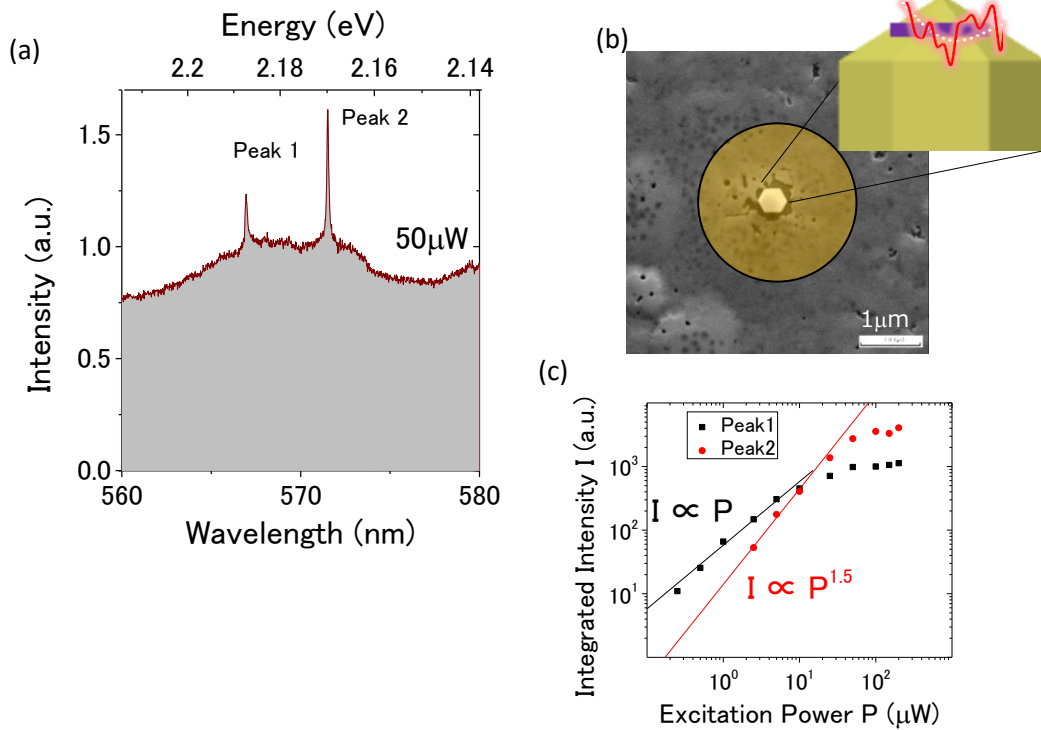 (a)
Energy (eV)
2.2 2.18 2.16 2.14
1.5
1.0
0.5
0.0
Intensity (a.u.)
Peak 1
Peak 2
50μW
560 570 580
Wavelength (nm)
(b)
1μm
(c)
Integrated Intensity I (a.u.)
10³
10²
10¹
Peak1
Peak2
I ∝ P
I ∝ P¹·⁵
10⁰ 10¹ 10²
Excitation Power P (μW)